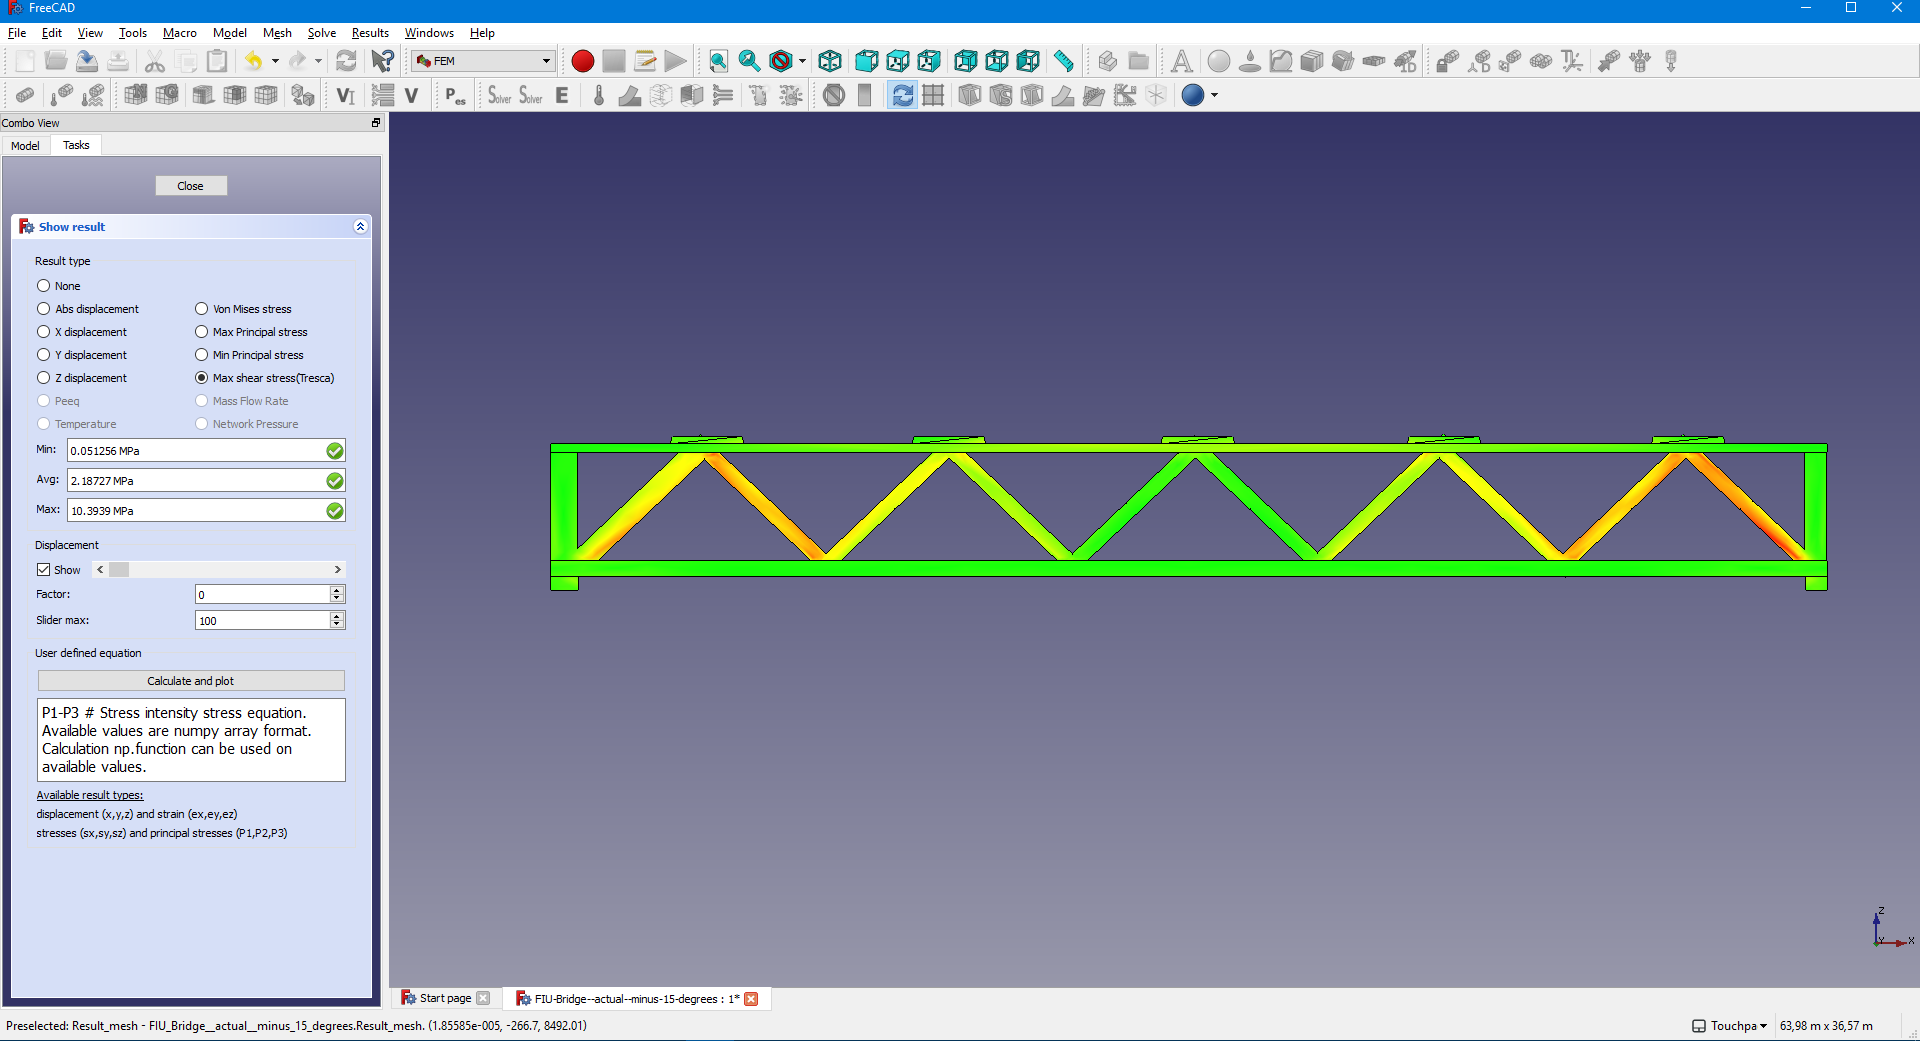 FreeCAD
File Edit View Tools Macro Model Mesh Solve Results Windows Help
FEM
VI V Pes Solver Solver E
Combo View
Model Tasks
Close
Show result
Result type
None
Abs displacement Von Mises stress
X displacement Max Principal stress
Y displacement Min Principal stress
Z displacement Max shear stress(Tresca)
Peeq Mass Flow Rate
Temperature Network Pressure
Min: 0.051256 MPa
Avg: 2.18727 MPa
Max: 10.3939 MPa
Displacement
Show
Factor: 0
Slider max: 100
User defined equation
Calculate and plot
P1-P3 # Stress intensity stress equation.
Available values are numpy array format.
Calculation np.function can be used on
available values.
Available result types:
displacement (x,y,z) and strain (ex,ey,ez)
stresses (sx,sy,sz) and principal stresses (P1,P2,P3)
Z
Y X
Start page FIU-Bridge--actual--minus-15-degrees : 1*
Preselected: Result_mesh - FIU_Bridge__actual__minus_15_degrees.Result_mesh. (1.85585e-005, -266.7, 8492.01) Touchpa 63,98 m x 36,57 m